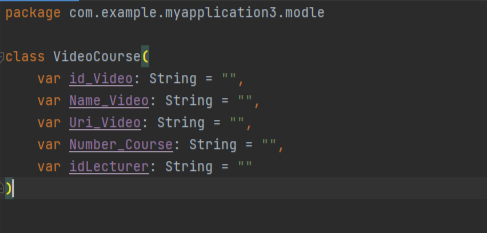 package com.example.myapplication3.modle
class VideoCourse(
var id_Video: String = "",
var Name_Video: String = "",
var Uri_Video: String = "",
var Number_Course: String = "",
var idLecturer: String = ""
)